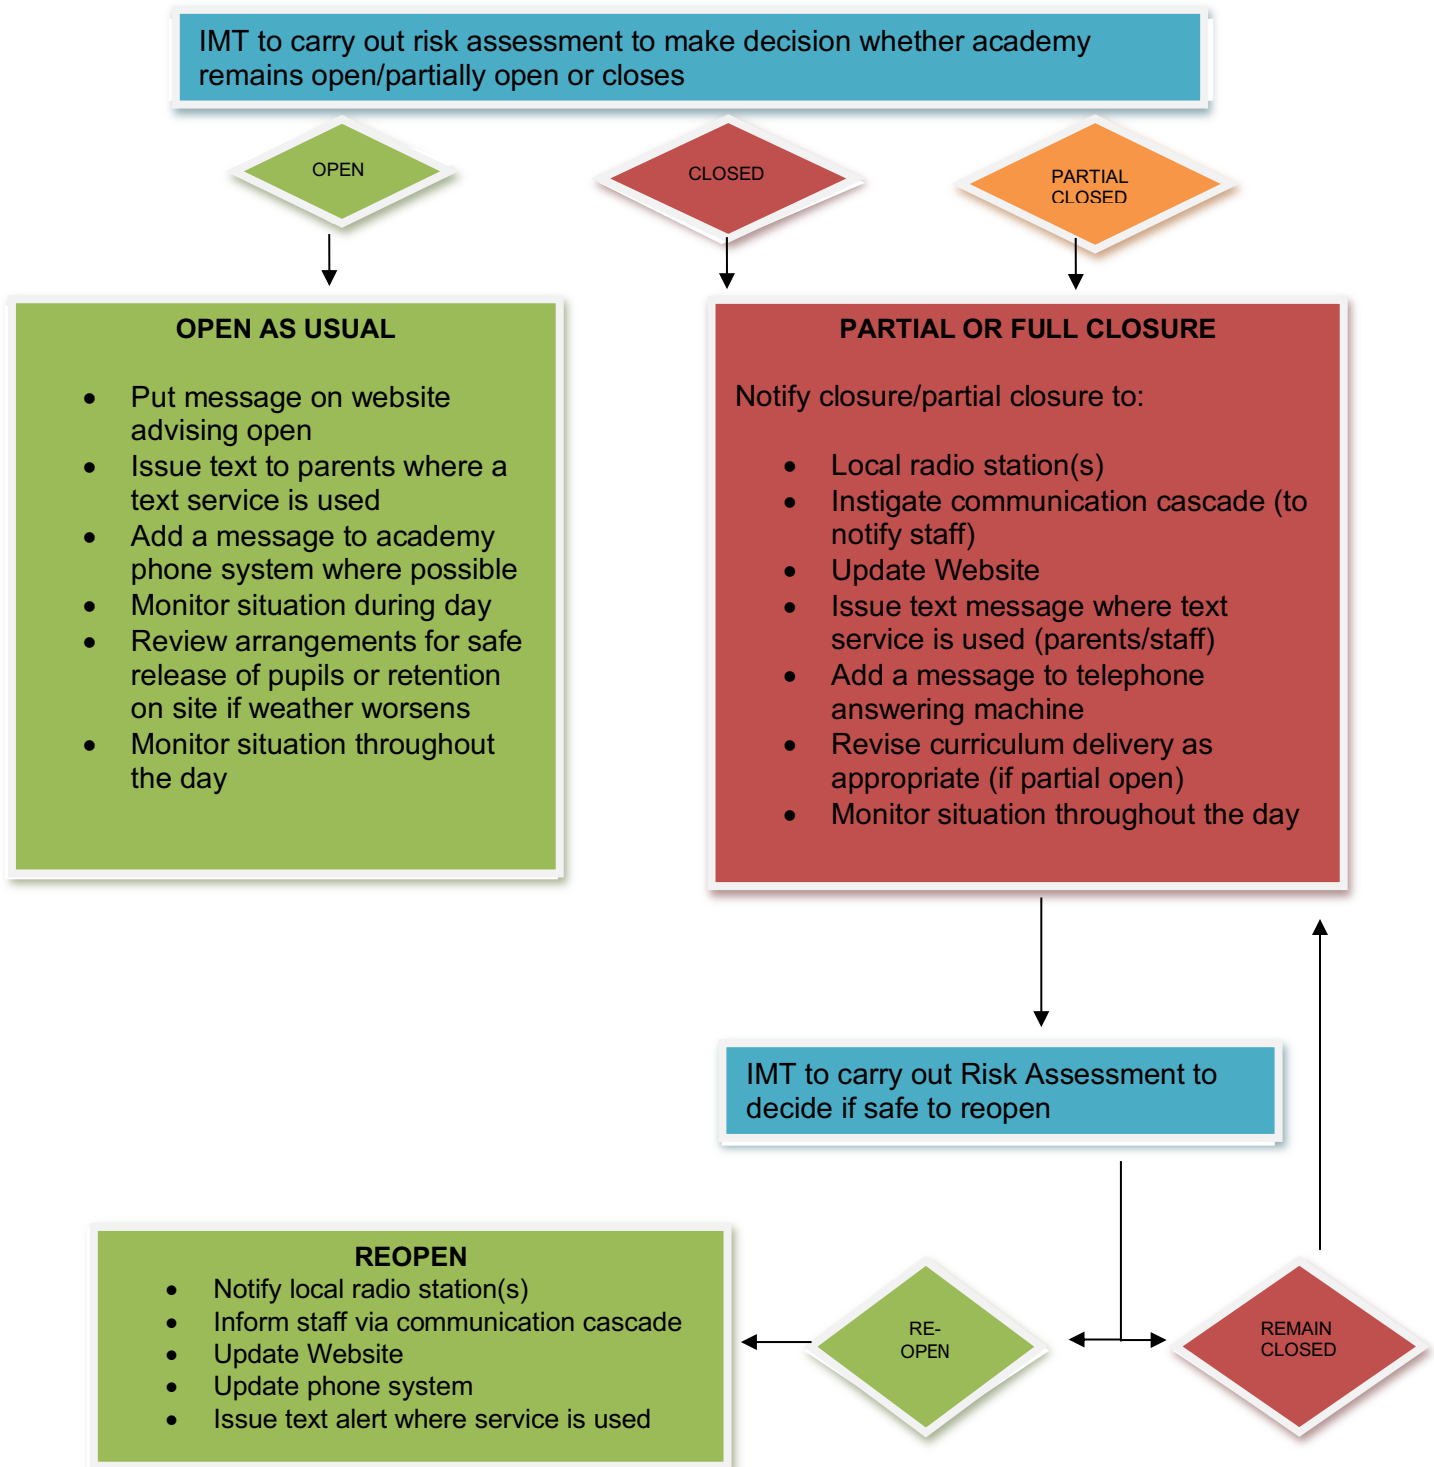 IMT to carry out risk assessment to make decision whether academy
remains open/partially open or closes
OPEN
CLOSED
PARTIAL
CLOSED
OPEN AS USUAL
• Put message on website
advising open
• Issue text to parents where a
text service is used
• Add a message to academy
phone system where possible
• Monitor situation during day
• Review arrangements for safe
release of pupils or retention
on site if weather worsens
• Monitor situation throughout
the day
PARTIAL OR FULL CLOSURE
Notify closure/partial closure to:
• Local radio station(s)
• Instigate communication cascade (to
notify staff)
• Update Website
• Issue text message where text
service is used (parents/staff)
• Add a message to telephone
answering machine
• Revise curriculum delivery as
appropriate (if partial open)
• Monitor situation throughout the day
IMT to carry out Risk Assessment to
decide if safe to reopen
REOPEN
• Notify local radio station(s)
• Inform staff via communication cascade
• Update Website
• Update phone system
• Issue text alert where service is used
RE-
OPEN
REMAIN
CLOSED